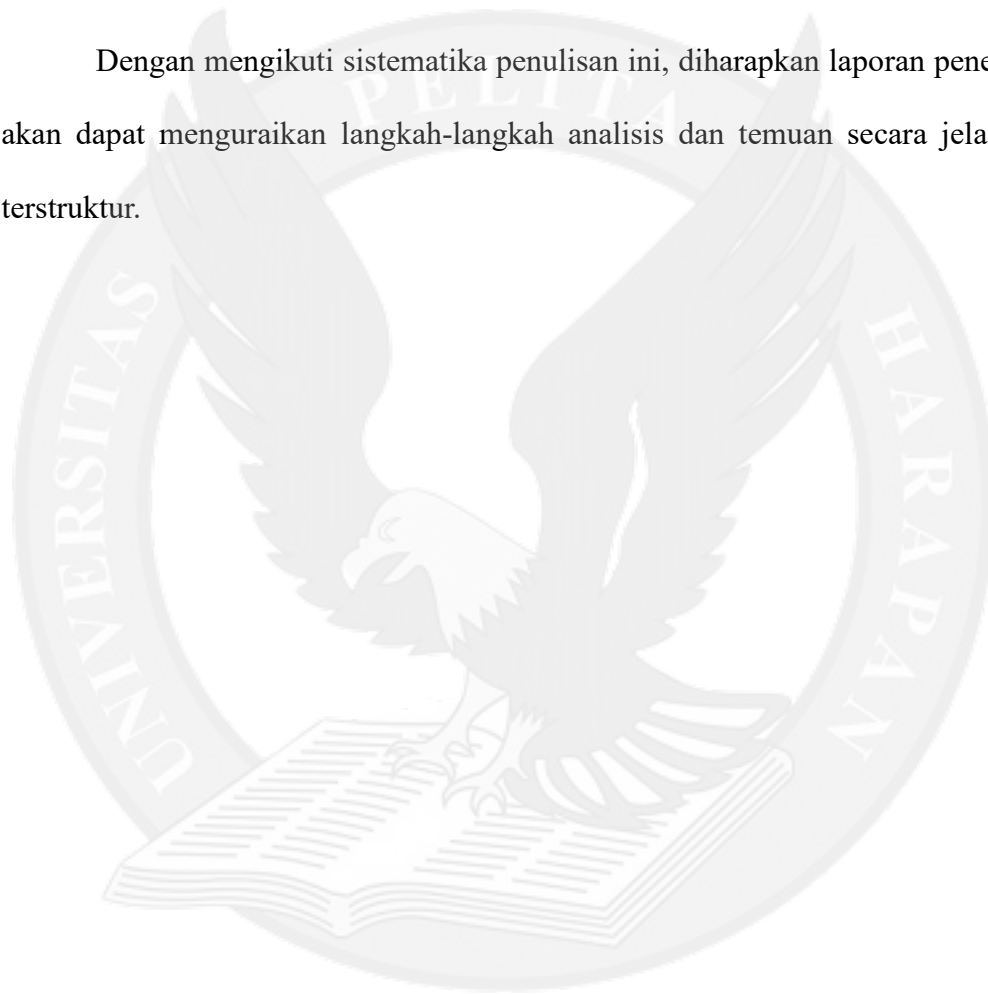 Dengan mengikuti sistematika penulisan ini, diharapkan laporan pene
akan dapat menguraikan langkah-langkah analisis dan temuan secara jela
terstruktur.
UNIVERSITAS
PELITA
HARAPAN